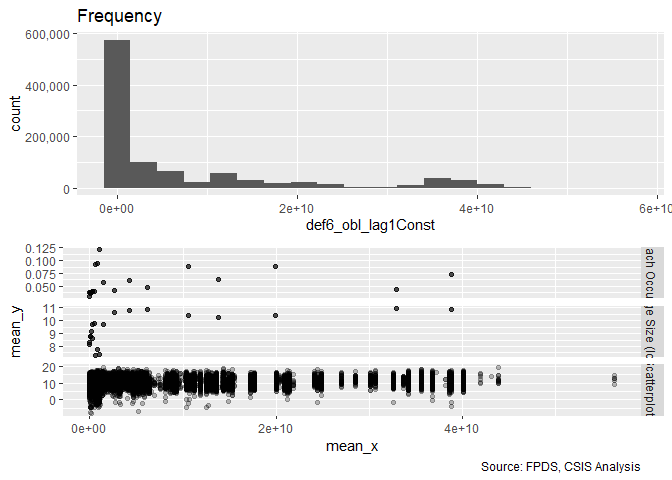 Frequency
600,000
400,000
200,000
0
count
0e+00 2e+10 4e+10 6e+10
def6_obl_lag1Const
0.125
0.100
0.075
0.050
ach Occu
11
10
9
8
ge Size (lo
20
10
0
catterplot
mean_y
0e+00 2e+10 4e+10
mean_x
Source: FPDS, CSIS Analysis